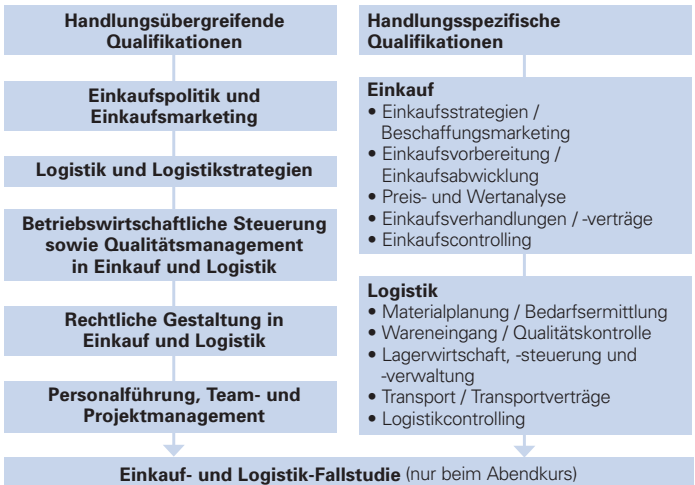 Handlungsübergreifende
Qualifikationen
Einkaufspolitik und
Einkaufsmarketing
Logistik und Logistikstrategien
Betriebswirtschaftliche Steuerung
sowie Qualitätsmanagement
in Einkauf und Logistik
Rechtliche Gestaltung in
Einkauf und Logistik
Personalführung, Team- und
Projektmanagement
Handlungsspezifische
Qualifikationen
Einkauf
• Einkaufsstrategien /
Beschaffungsmarketing
• Einkaufsvorbereitung /
Einkaufsabwicklung
• Preis- und Wertanalyse
• Einkaufsverhandlungen / -verträge
• Einkaufscontrolling
Logistik
• Materialplanung / Bedarfsermittlung
• Wareneingang / Qualitätskontrolle
• Lagerwirtschaft, -steuerung und
-verwaltung
• Transport / Transportverträge
• Logistikcontrolling
Einkauf- und Logistik-Fallstudie (nur beim Abendkurs)